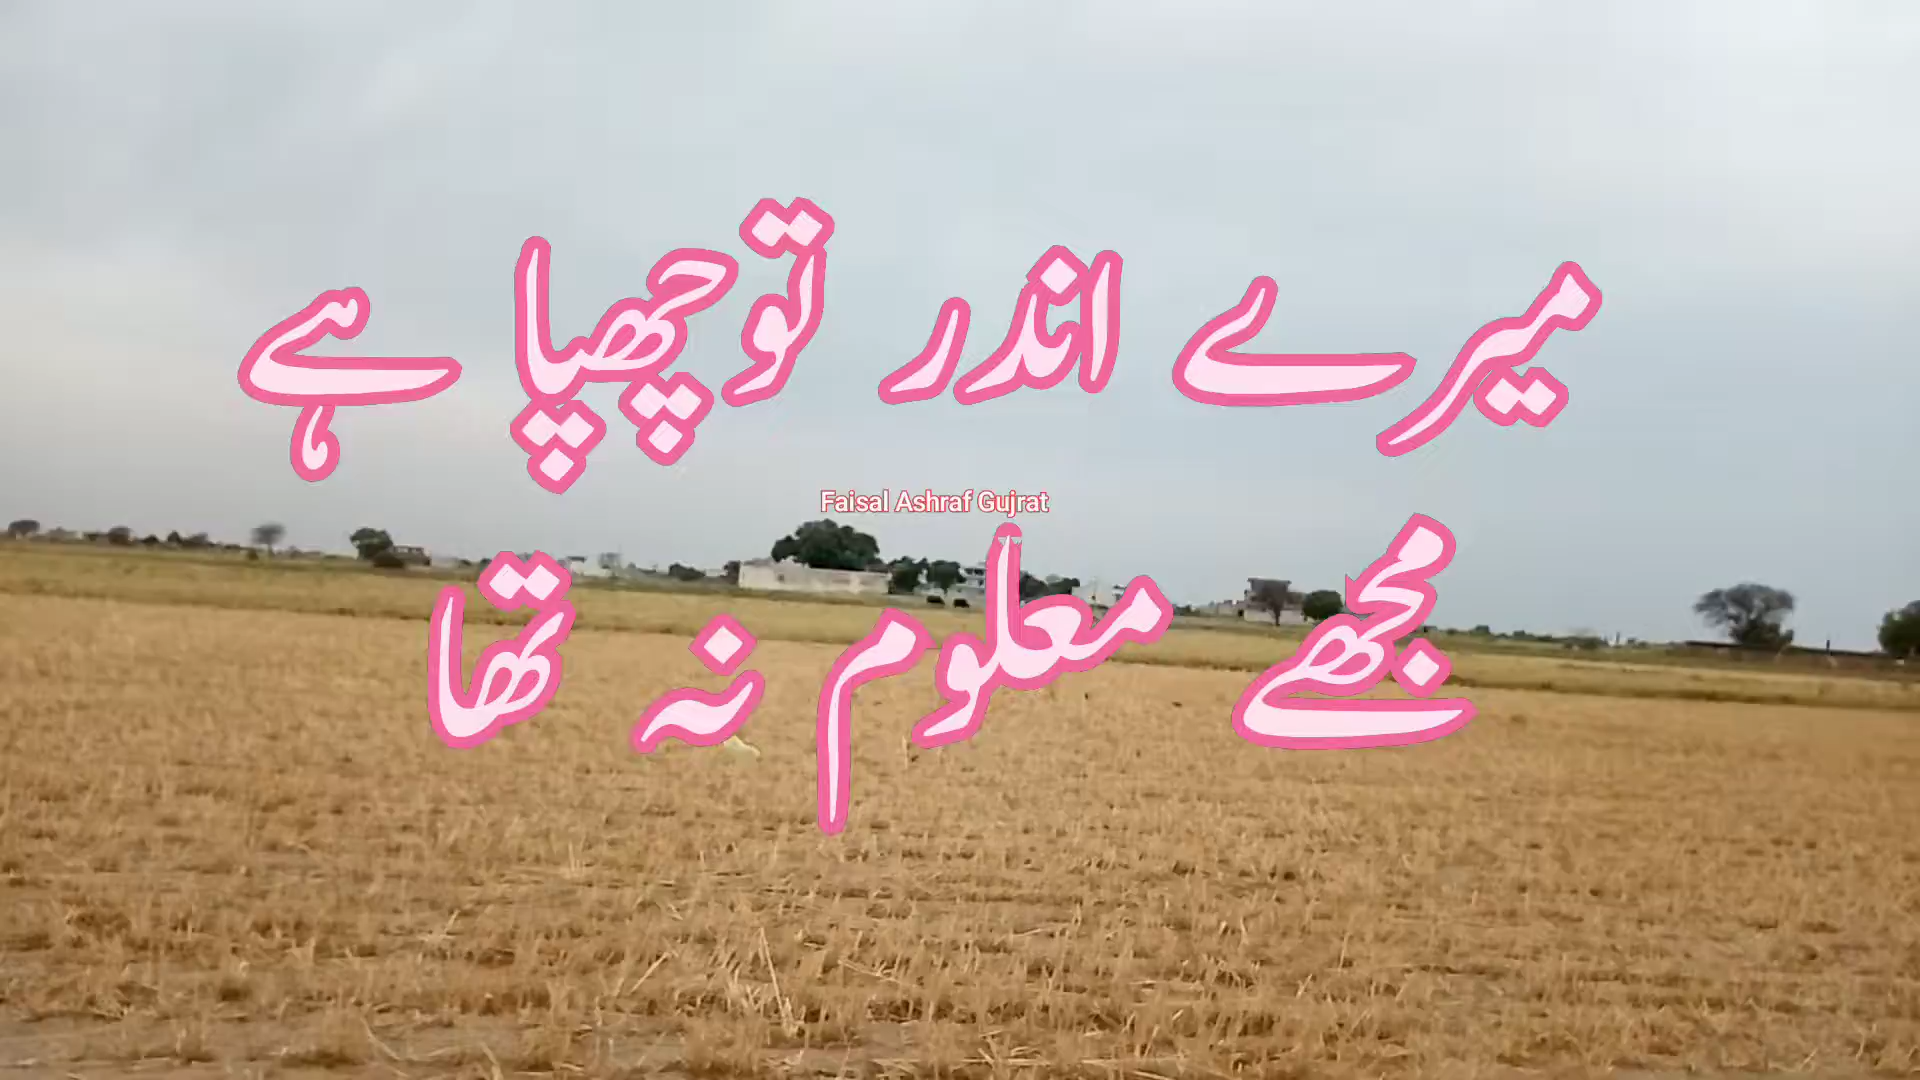 میرے اندر تو چھپا ہے
Faisal Ashraf Gujrat
مجھے معلوم نہ تھا